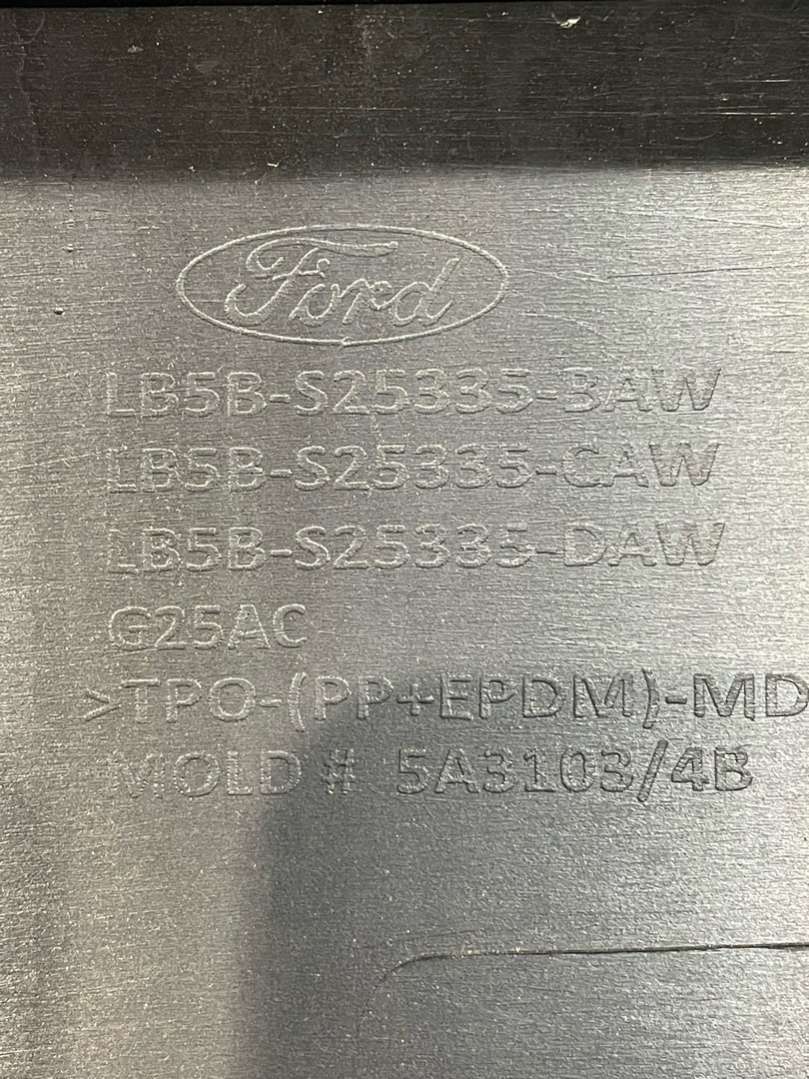 Ford
LB5B-S25335-BAW
LB5B-S25335-CAW
LB5B-S25335-DAW
G25AC
>TPO-(PP+EPDM)-MD
MOLD # 5A3103/4B